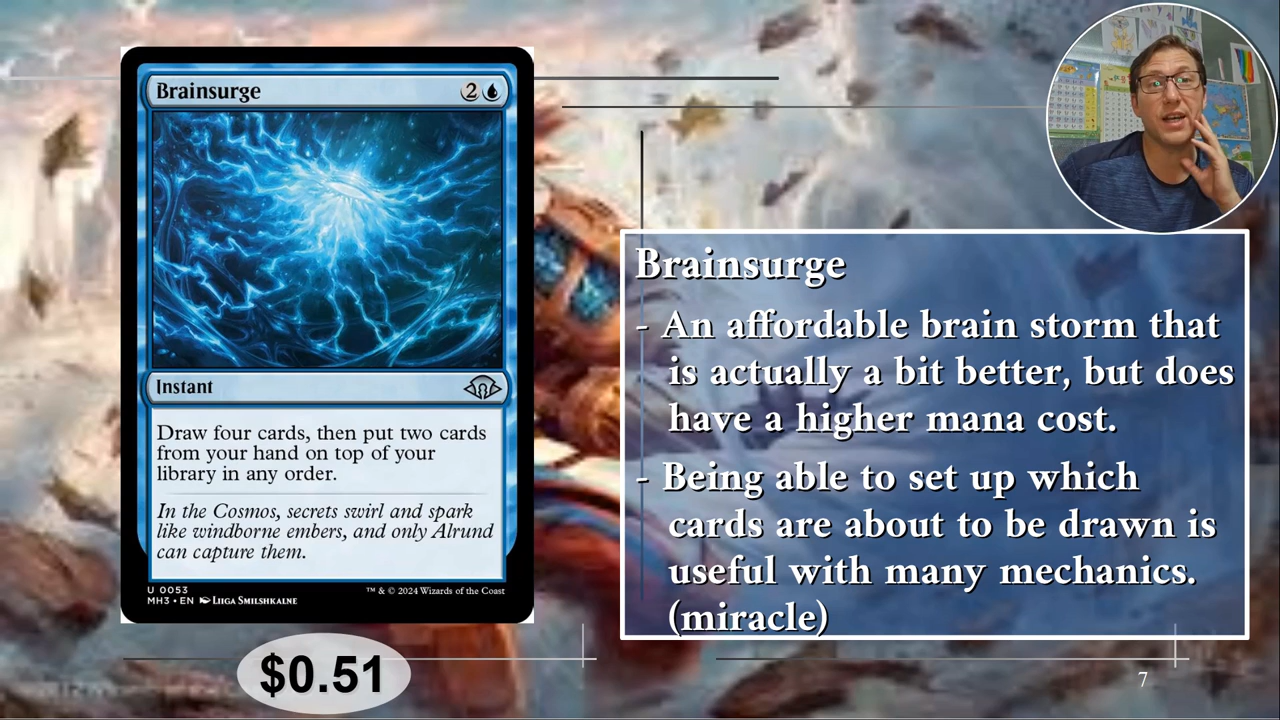 Brainsurge 2
Instant
Draw four cards, then put two cards
from your hand on top of your
library in any order.
In the Cosmos, secrets swirl and spark
like windborne embers, and only Alrund
can capture them.
U 0053
MH3 • EN LIIGA SMILSHKALNE
™ & © 2024 Wizards of the Coast
$0.51
Brainsurge
- An affordable brain storm that
is actually a bit better, but does
have a higher mana cost.
- Being able to set up which
cards are about to be drawn is
useful with many mechanics.
(miracle)
7